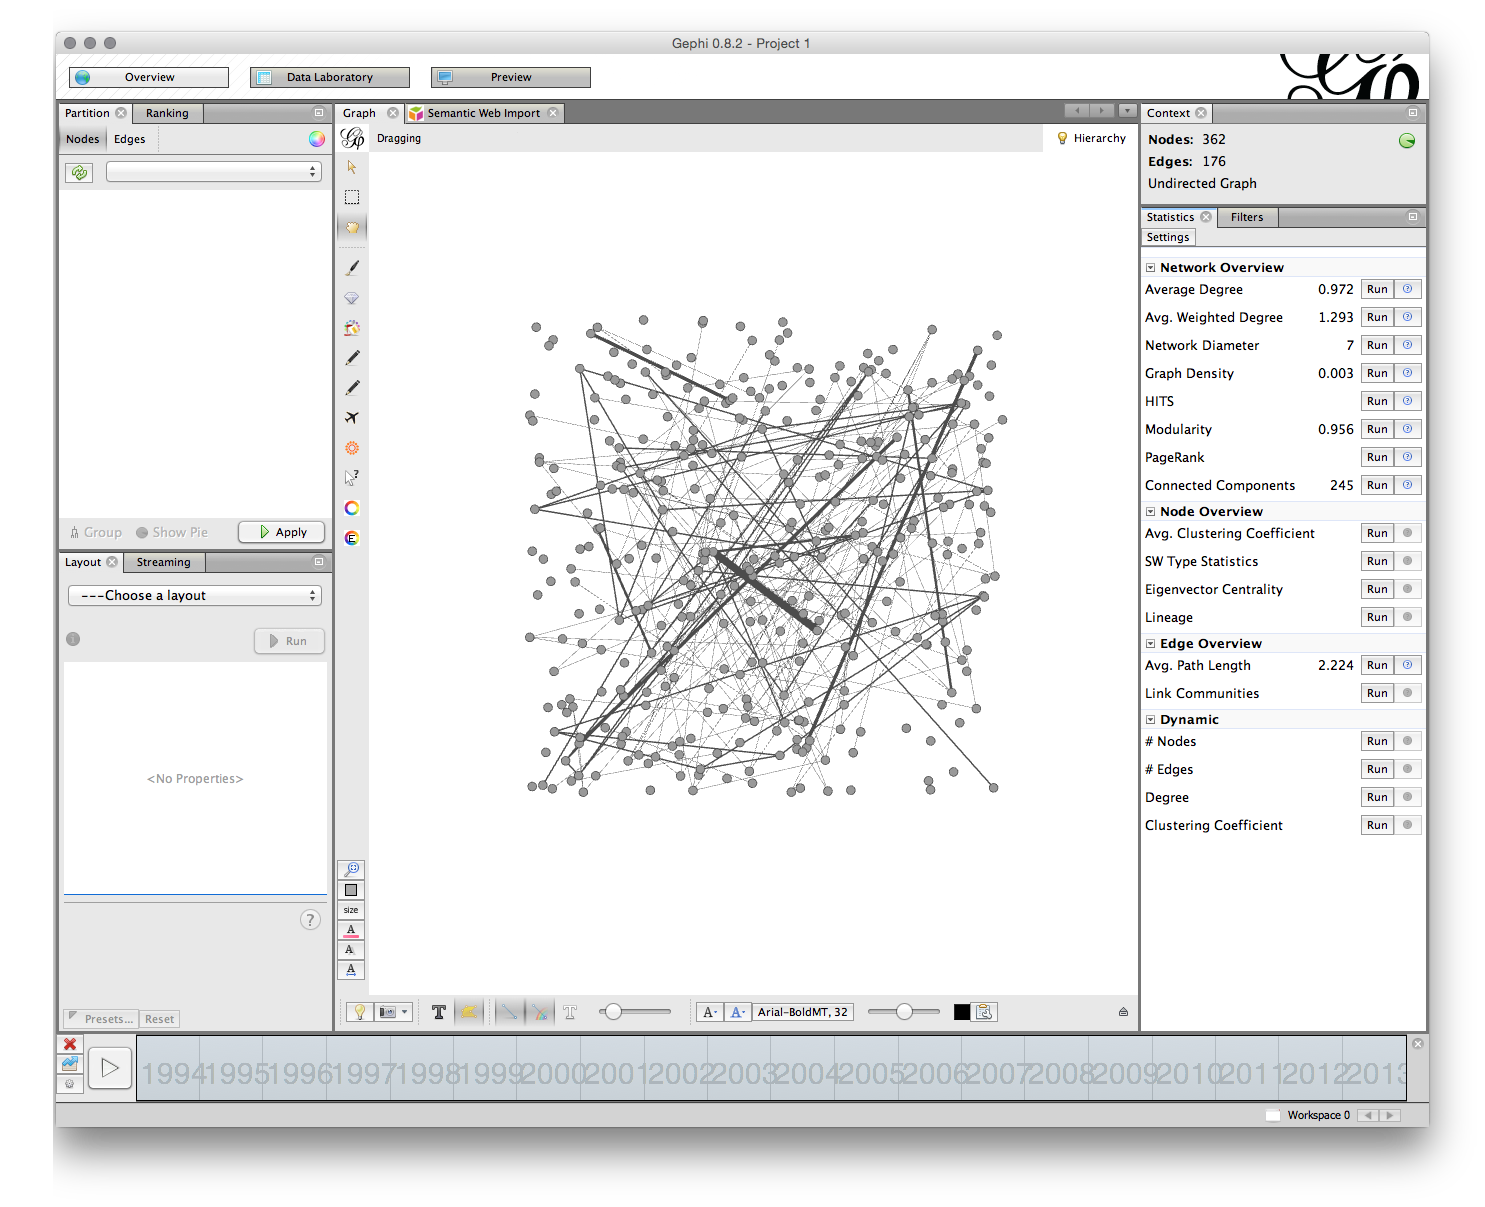 Gephi 0.8.2 - Project 1
Overview
Data Laboratory
Preview
Partition
Ranking
Nodes
Edges
Group
Show Pie
Apply
Layout
Streaming
---Choose a layout
Run
<No Properties>
?
Presets...
Reset
Graph
Semantic Web Import
Dragging
Hierarchy
size
A
A
A
T
T
A
A
Arial-BoldMT, 32
Context
Nodes: 362
Edges: 176
Undirected Graph
Statistics
Filters
Settings
Network Overview
Average Degree 0.972 Run
Avg. Weighted Degree 1.293 Run
Network Diameter 7 Run
Graph Density 0.003 Run
HITS Run
Modularity 0.956 Run
PageRank Run
Connected Components 245 Run
Node Overview
Avg. Clustering Coefficient Run
SW Type Statistics Run
Eigenvector Centrality Run
Lineage Run
Edge Overview
Avg. Path Length 2.224 Run
Link Communities Run
Dynamic
# Nodes Run
# Edges Run
Degree Run
Clustering Coefficient Run
1994 1995 1996 1997 1998 1999 2000 2001 2002 2003 2004 2005 2006 2007 2008 2009 2010 2011 2012 2013
Workspace 0